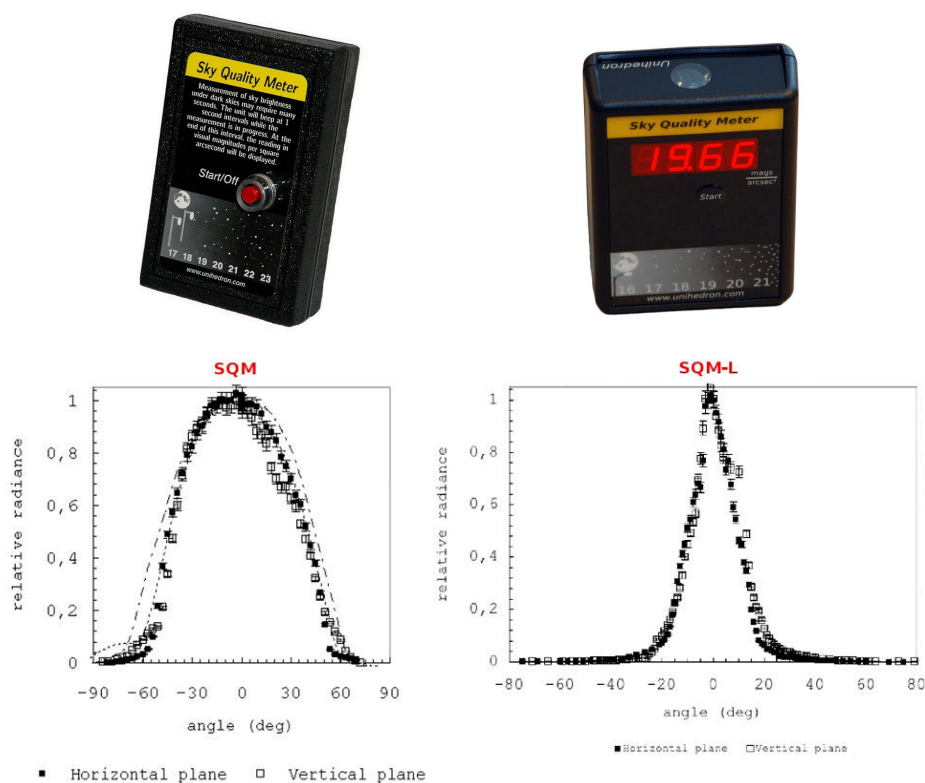 Sky Quality Meter
Measurement of sky brightness
under dark skies may require many
seconds. The unit will beep at 1
second intervals while the
measurement is in progress. At the
end of this interval, the reading in
visual magnitudes per square
arcsecond will be displayed.
Start/Off
17 18 19 20 21 22 23
www.unihedron.com
Unihedron
Sky Quality Meter
19.66
mags
arcsec²
Start
16 17 18 19 20 21
www.unihedron.com
SQM
relative radiance
1
0,8
0,6
0,4
0,2
0
-90 -60 -30 0 30 60 90
angle (deg)
■ Horizontal plane □ Vertical plane
SQM-L
relative radiance
1
0,8
0,6
0,4
0,2
0
-80 -60 -40 -20 0 20 40 60 80
angle (deg)
■Horizontal plane □Vertical plane